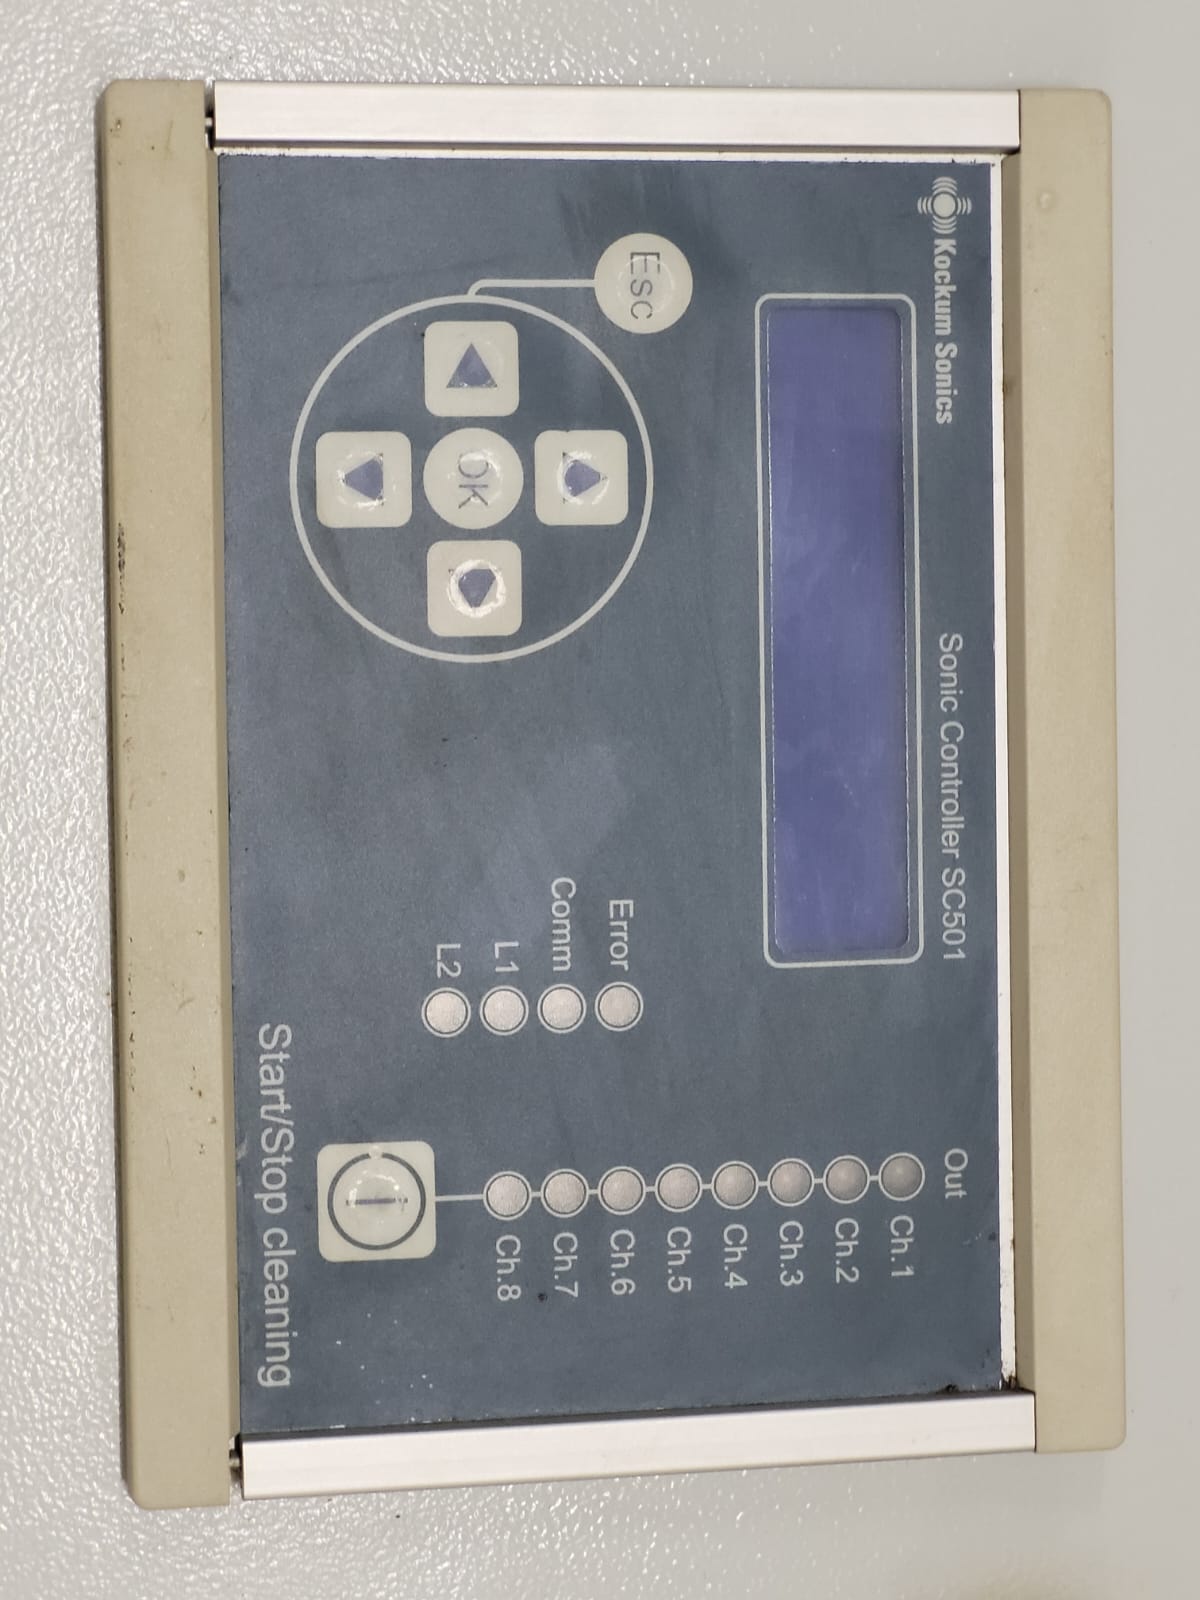 Kockum Sonics
Sonic Controller SC501
Out
Ch.1
Ch.2
Ch.3
Ch.4
Ch.5
Ch.6
Ch.7
Ch.8
Esc
OK
Error
Comm
L1
L2
Start/Stop cleaning